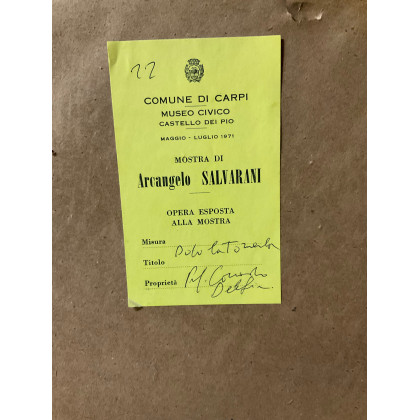 22
COMUNE DI CARPI
MUSEO CIVICO
CASTELLO DEI PIO
MAGGIO - LUGLIO 1971
MOSTRA DI
Arcangelo SALVARANI
OPERA ESPOSTA
ALLA MOSTRA
Misura
Titolo
Proprietà